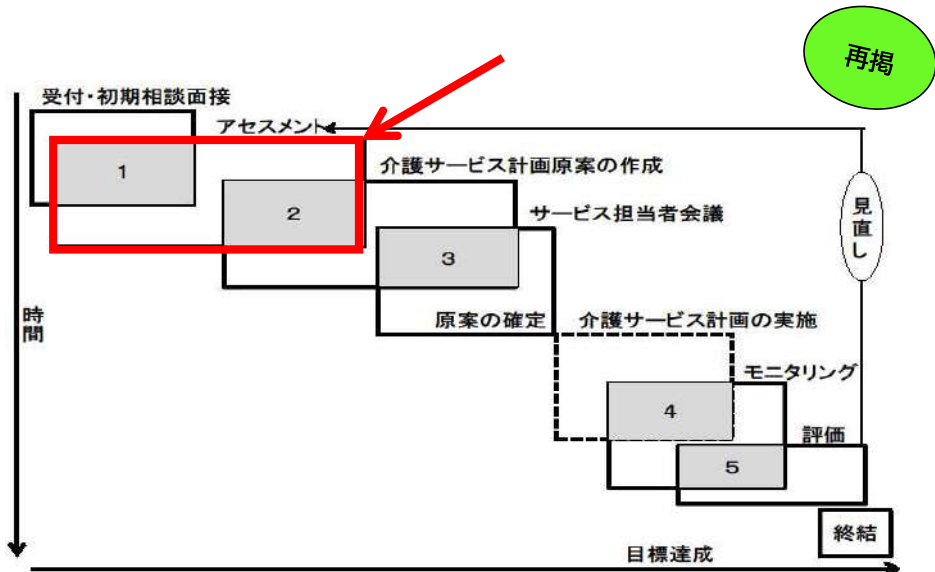 再掲
受付・初期相談面接
アセスメント
1
介護サービス計画原案の作成
2
サービス担当者会議
見直し
3
時間
原案の確定
介護サービス計画の実施
モニタリング
4
評価
5
終結
目標達成